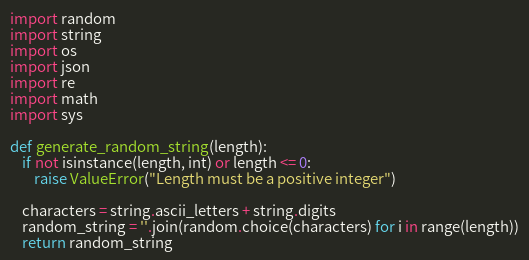 import random
import string
import os
import json
import re
import math
import sys

def generate_random_string(length):
    if not isinstance(length, int) or length <= 0:
        raise ValueError("Length must be a positive integer")

    characters = string.ascii_letters + string.digits
    random_string = ''.join(random.choice(characters) for i in range(length))
    return random_string